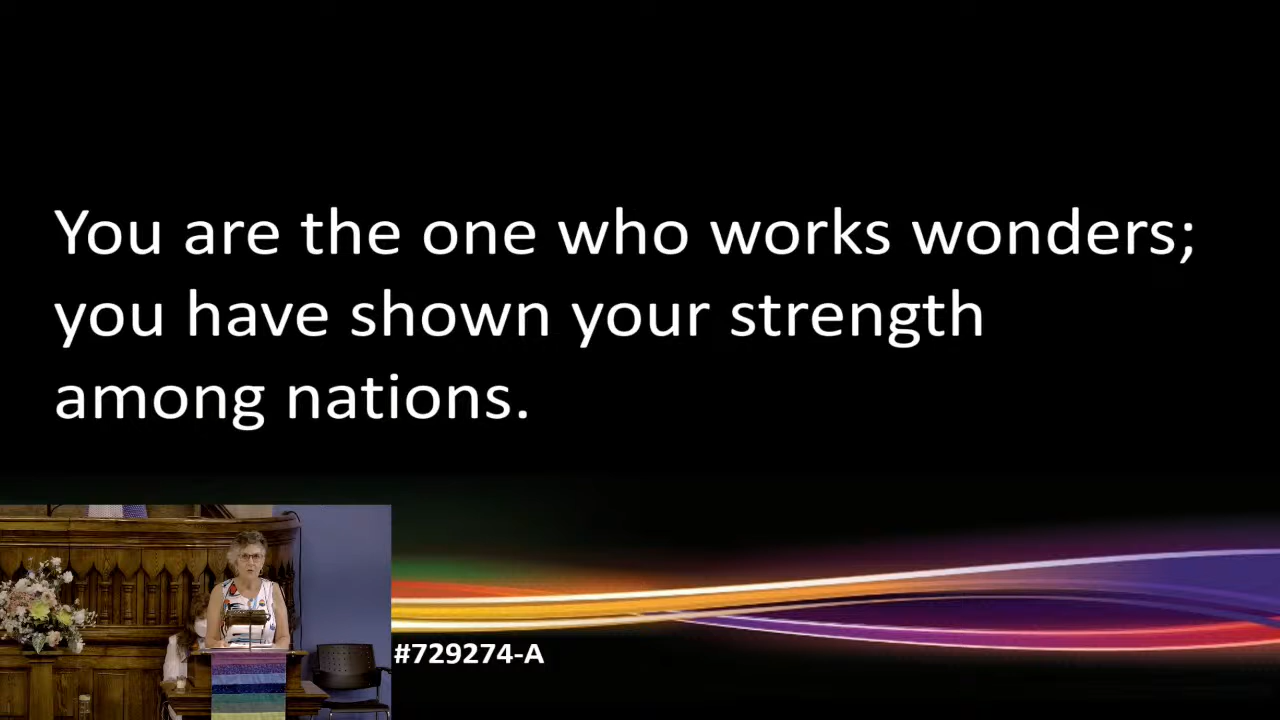 You are the one who works wonders;
you have shown your strength
among nations.
#729274-A